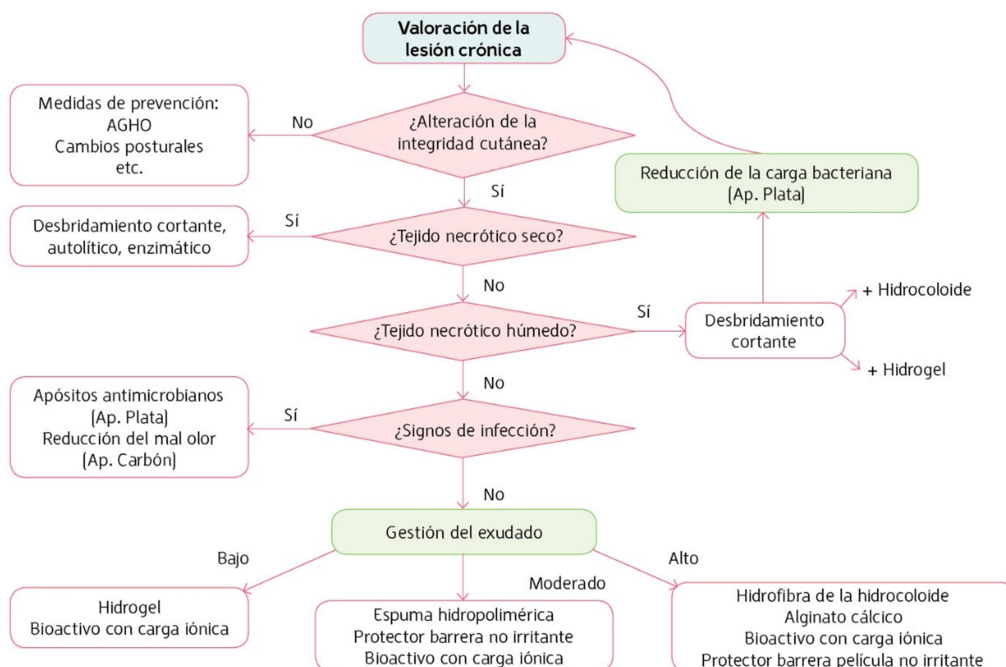 Valoración de la
lesión crónica
Medidas de prevención:
AGHO
Cambios posturales
etc.
No
¿Alteración de la
integridad cutánea?
Reducción de la carga bacteriana
(Ap. Plata)
Sí
Desbridamiento cortante,
autolítico, enzimático
Sí
¿Tejido necrótico seco?
No
¿Tejido necrótico húmedo?
Sí
Desbridamiento
cortante
+ Hidrocoloide
+ Hidrogel
No
Apósitos antimicrobianos
(Ap. Plata)
Reducción del mal olor
(Ap. Carbón)
Sí
¿Signos de infección?
No
Gestión del exudado
Bajo
Moderado
Alto
Hidrogel
Bioactivo con carga iónica
Espuma hidropolimérica
Protector barrera no irritante
Bioactivo con carga iónica
Hidrofibra de la hidrocoloide
Alginato cálcico
Bioactivo con carga iónica
Protector barrera película no irritante